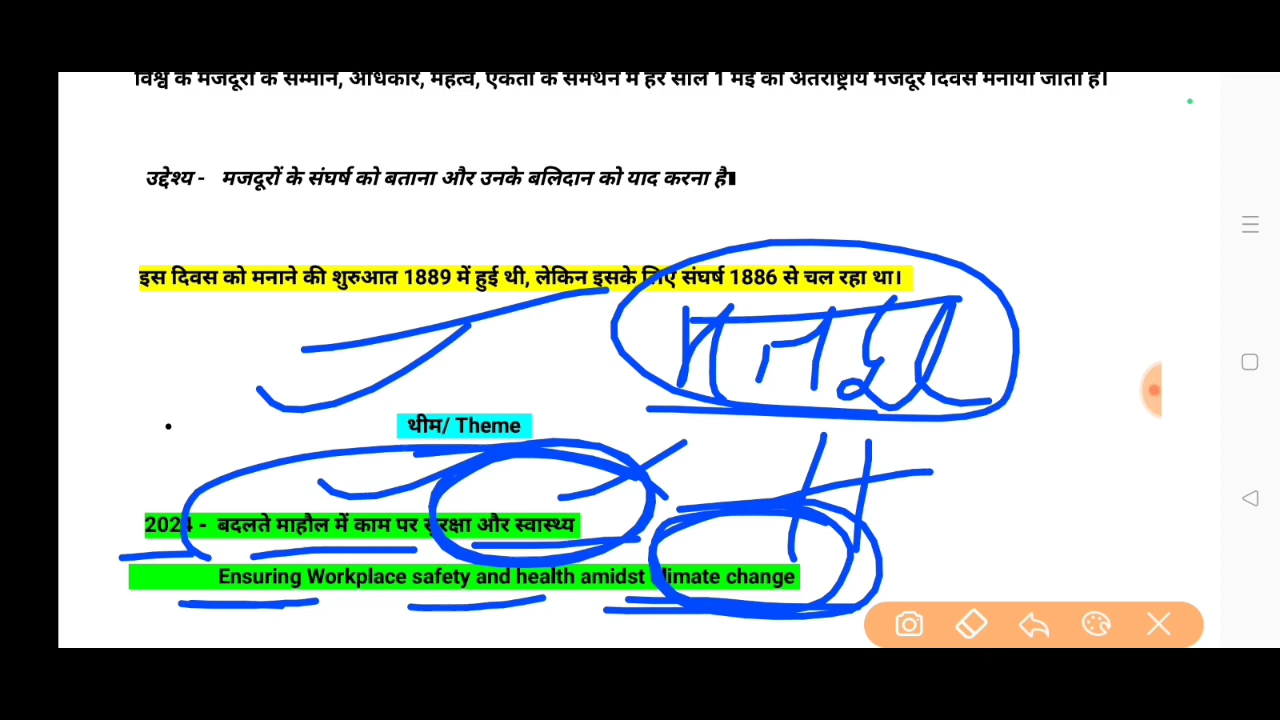 विश्व के मजदूरों के सम्मान, अधिकार, महत्व, एकता के समर्थन में हर साल 1 मई को अंतर्राष्ट्रीय मजदूर दिवस मनाया जाता है।
उद्देश्य - मजदूरों के संघर्ष को बताना और उनके बलिदान को याद करना है।
इस दिवस को मनाने की शुरुआत 1889 में हुई थी, लेकिन इसके लिए संघर्ष 1886 से चल रहा था।
थीम/ Theme
2024 - बदलते माहौल में काम पर सुरक्षा और स्वास्थ्य
Ensuring Workplace safety and health amidst climate change